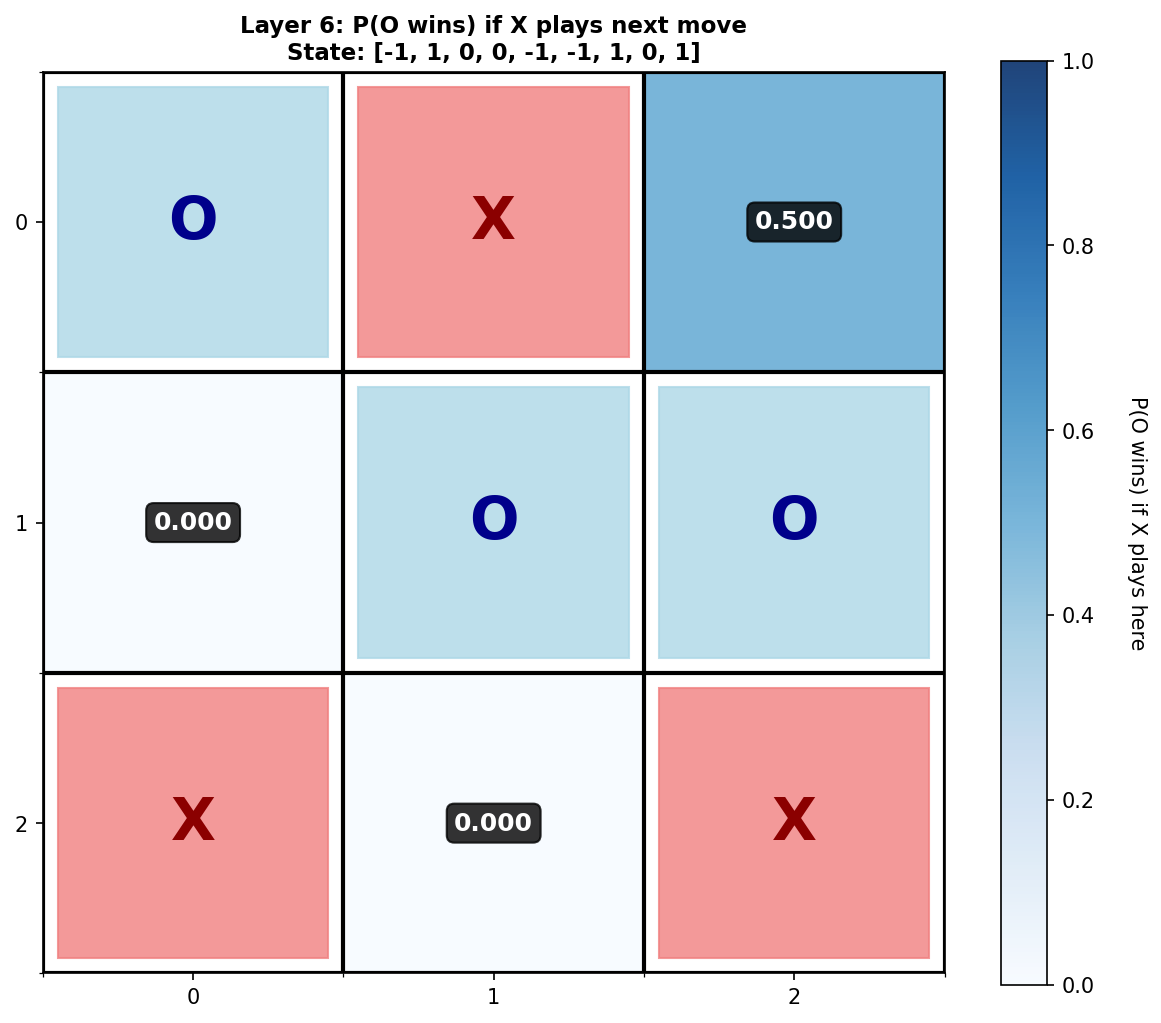 Layer 6: P(O wins) if X plays next move
State: [-1, 1, 0, 0, -1, -1, 1, 0, 1]
O
X
0.500
0.000
O
O
X
0.000
X
0
1
2
0
1
2
1.0
0.8
0.6
0.4
0.2
0.0
P(O wins) if X plays here